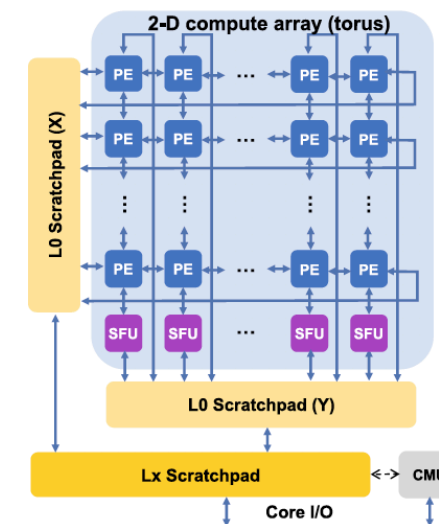 2-D compute array (torus)
PE PE ... PE PE
PE PE ... PE PE
PE PE ... PE PE
SFU SFU ... SFU SFU
L0 Scratchpad (X)
L0 Scratchpad (Y)
Lx Scratchpad
CMU
Core I/O